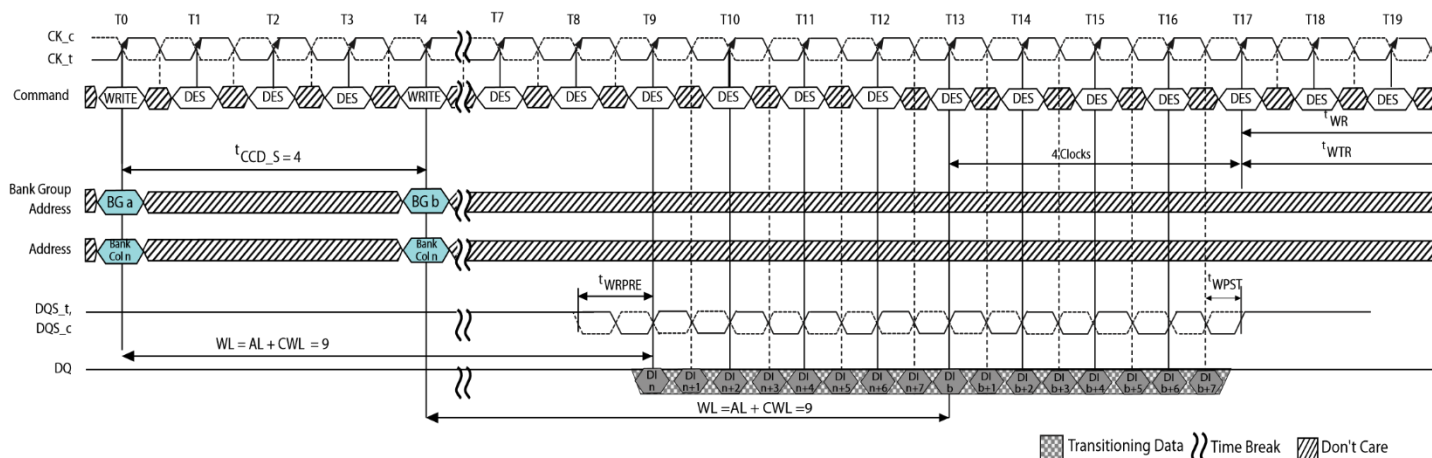 T0 T1 T2 T3 T4 T7 T8 T9 T10 T11 T12 T13 T14 T15 T16 T17 T18 T19
CK_c
CK_t
Command WRITE DES DES DES WRITE DES DES DES DES DES DES DES DES DES DES DES DES DES
tWR
tCCD_S = 4
4 Clocks
tWTR
Bank Group
Address
BG a BG b
Address
Bank
Col n
Bank
Col n
tWRPRE
tWPST
DQS_t,
DQS_c
WL = AL + CWL = 9
DQ
DI
n
DI
n+1
DI
n+2
DI
n+3
DI
n+4
DI
n+5
DI
n+6
DI
n+7
DI
b
DI
b+1
DI
b+2
DI
b+3
DI
b+4
DI
b+5
DI
b+6
DI
b+7
WL =AL + CWL =9
Transitioning Data Time Break Don't Care